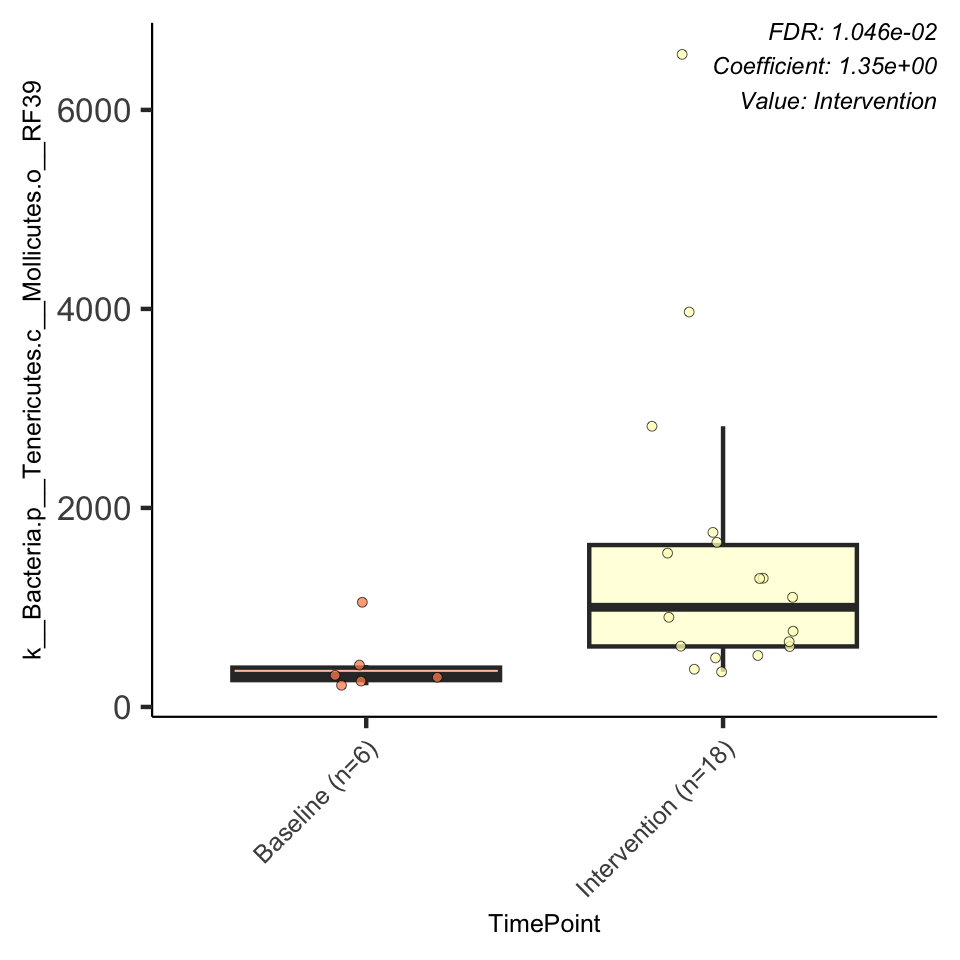 FDR: 1.046e-02
Coefficient: 1.35e+00
Value: Intervention
k__Bacteria.p__Tenericutes.c__Mollicutes.o__RF39
6000
4000
2000
0
Baseline (n=6)
Intervention (n=18)
TimePoint